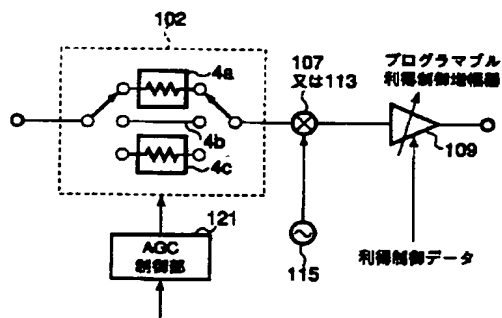 102
4a
4b
4c
107
又は113
プログラマブル
利得制御増幅器
109
121
AGC
制御部
115
利得制御データ